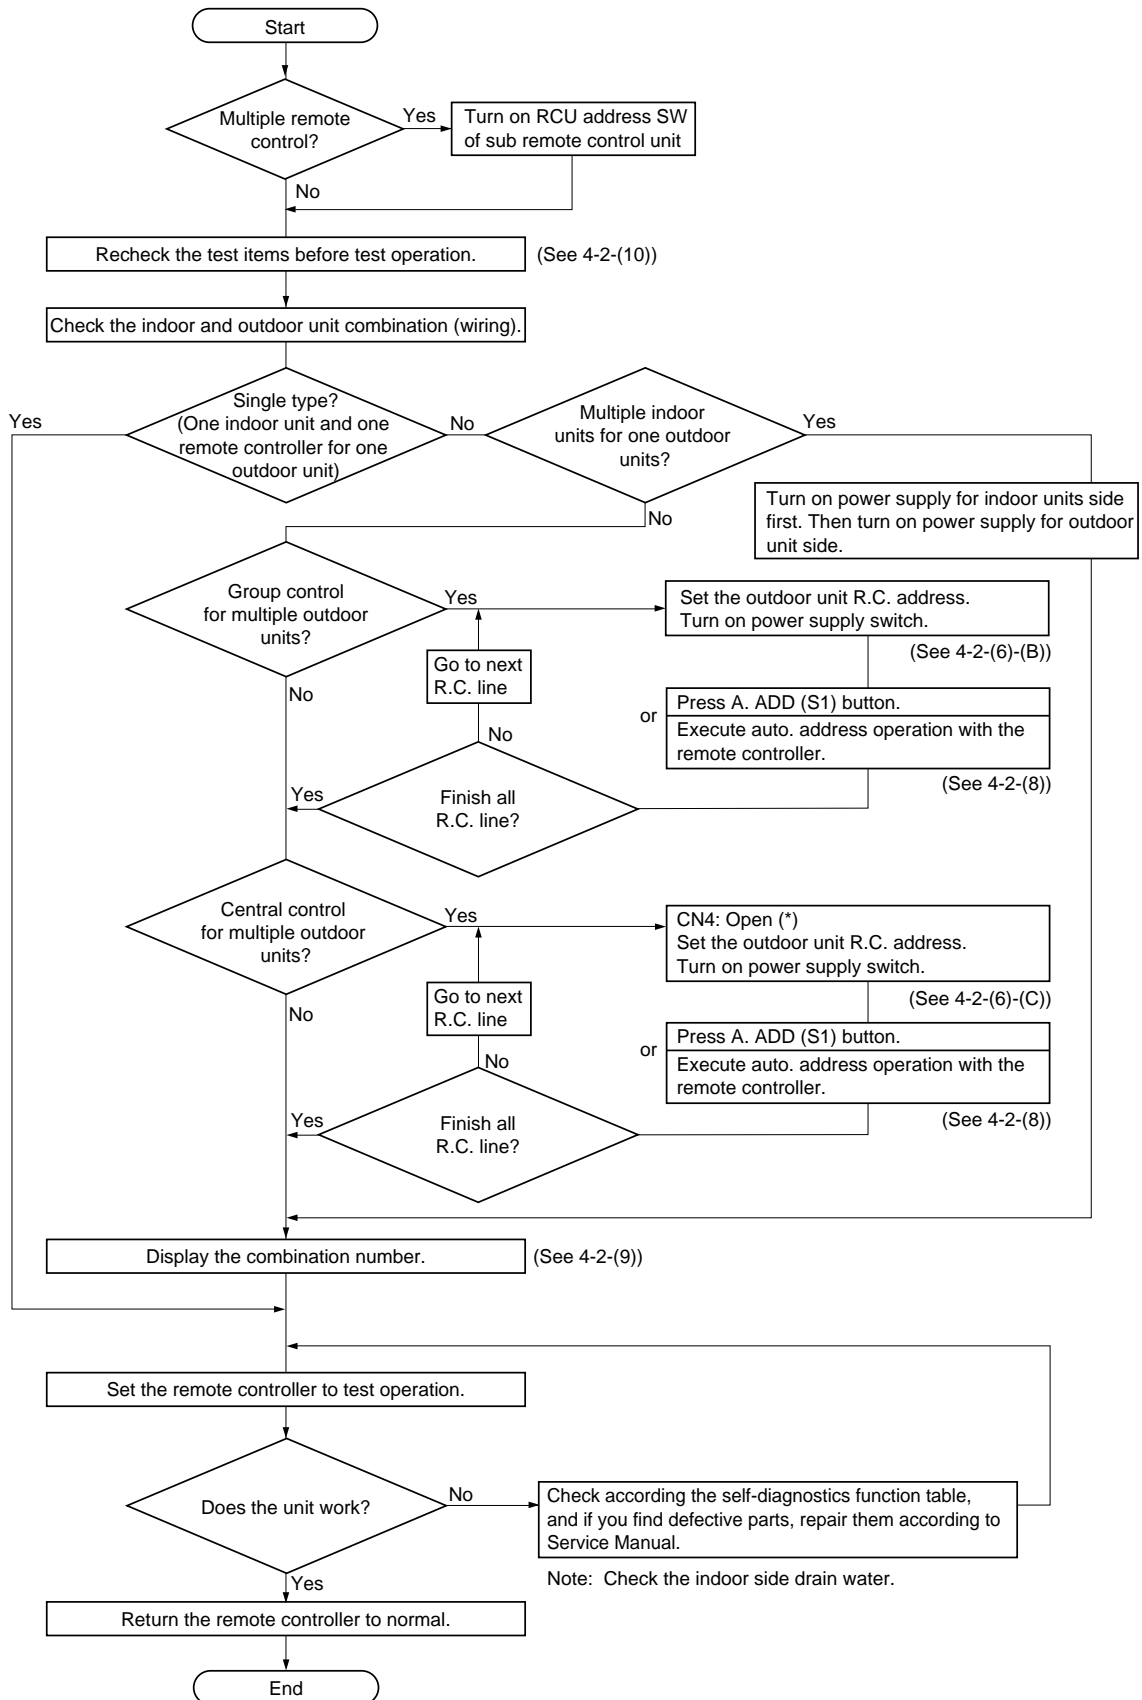 Start
Multiple remote
control?
Yes
Turn on RCU address SW
of sub remote control unit
No
Recheck the test items before test operation.
(See 4-2-(10))
Check the indoor and outdoor unit combination (wiring).
Yes
Single type?
(One indoor unit and one
remote controller for one
outdoor unit)
No
Multiple indoor
units for one outdoor
units?
Yes
No
Turn on power supply for indoor units side
first. Then turn on power supply for outdoor
unit side.
Group control
for multiple outdoor
units?
Yes
Set the outdoor unit R.C. address.
Turn on power supply switch.
(See 4-2-(6)-(B))
Go to next
R.C. line
No
or
Press A. ADD (S1) button.
Execute auto. address operation with the
remote controller.
(See 4-2-(8))
No
Yes
Finish all
R.C. line?
Central control
for multiple outdoor
units?
Yes
CN4: Open (*)
Set the outdoor unit R.C. address.
Turn on power supply switch.
(See 4-2-(6)-(C))
Go to next
R.C. line
No
or
Press A. ADD (S1) button.
Execute auto. address operation with the
remote controller.
(See 4-2-(8))
No
Yes
Finish all
R.C. line?
Display the combination number.
(See 4-2-(9))
Set the remote controller to test operation.
Does the unit work?
No
Check according the self-diagnostics function table,
and if you find defective parts, repair them according to
Service Manual.
Note: Check the indoor side drain water.
Yes
Return the remote controller to normal.
End